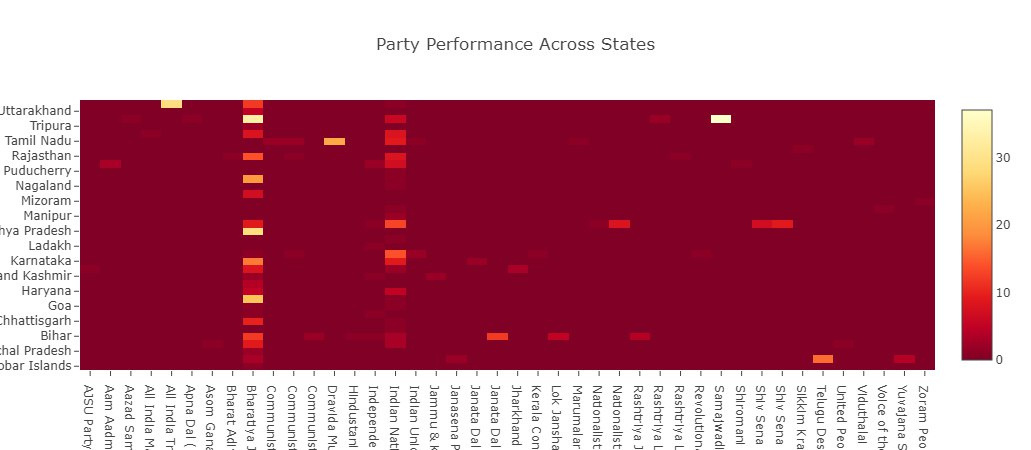 Party Performance Across States
Uttarakhand
Tripura
Tamil Nadu
Rajasthan
Puducherry
Nagaland
Mizoram
Manipur
hya Pradesh
Ladakh
Karnataka
and Kashmir
Haryana
Goa
Chhattisgarh
Bihar
chal Pradesh
obar Islands
AJSU Party
Aam Aadm
Aazad Sam
All India M
All India Tr
Apna Dal (
Asom Gana
Bharat Adi
Bharatiya J
Communist
Communist
Communist
Dravida Mu
Hindustani
Independe
Indian Nati
Indian Unio
Jammu & K
Janasena P
Janata Dal
Janata Dal
Jharkhand
Kerala Con
Lok Jansha
Marumalar
Nationalist
Nationalist
Rashtriya J
Rashtriya L
Rashtriya L
Revolution
Samajwadi
Shiromani
Shiv Sena
Shiv Sena
Sikkim Kra
Telugu Des
United Peo
Viduthalai
Voice of the
Yuvajana S
Zoram Peo
30
20
10
0